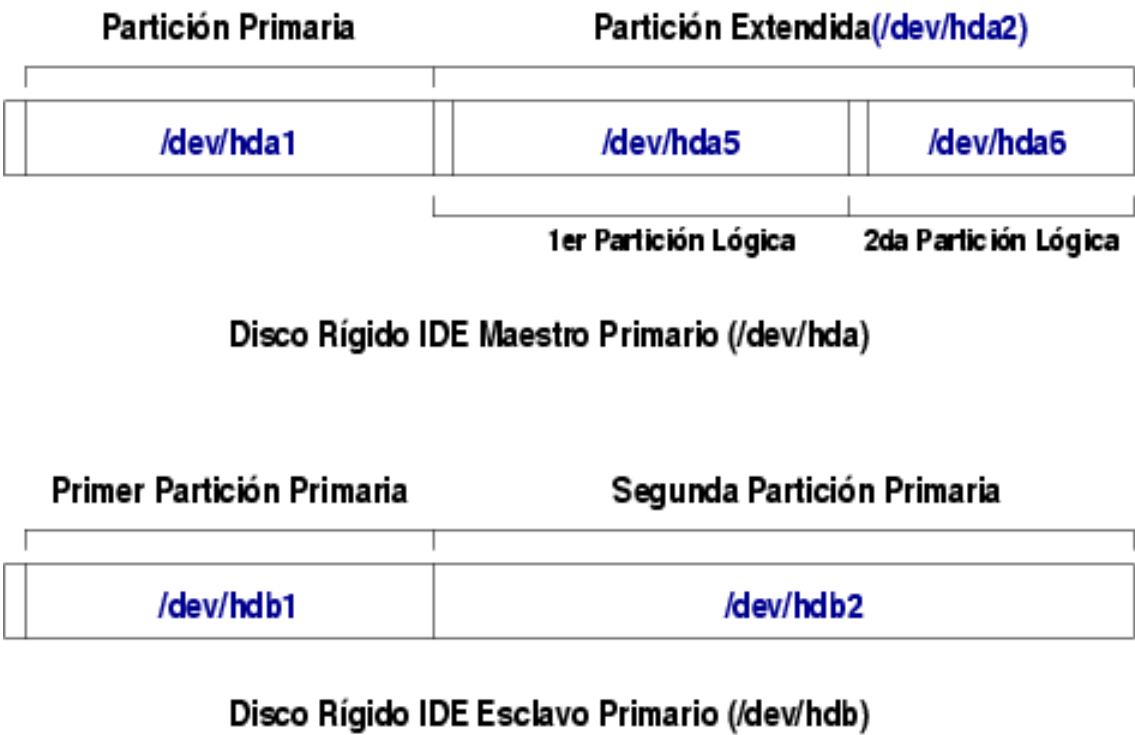 Partición Primaria
Partición Extendida(/dev/hda2)
/dev/hda1
/dev/hda5
/dev/hda6
1er Partición Lógica
2da Partición Lógica
Disco Rígido IDE Maestro Primario (/dev/hda)
Primer Partición Primaria
Segunda Partición Primaria
/dev/hdb1
/dev/hdb2
Disco Rígido IDE Esclavo Primario (/dev/hdb)